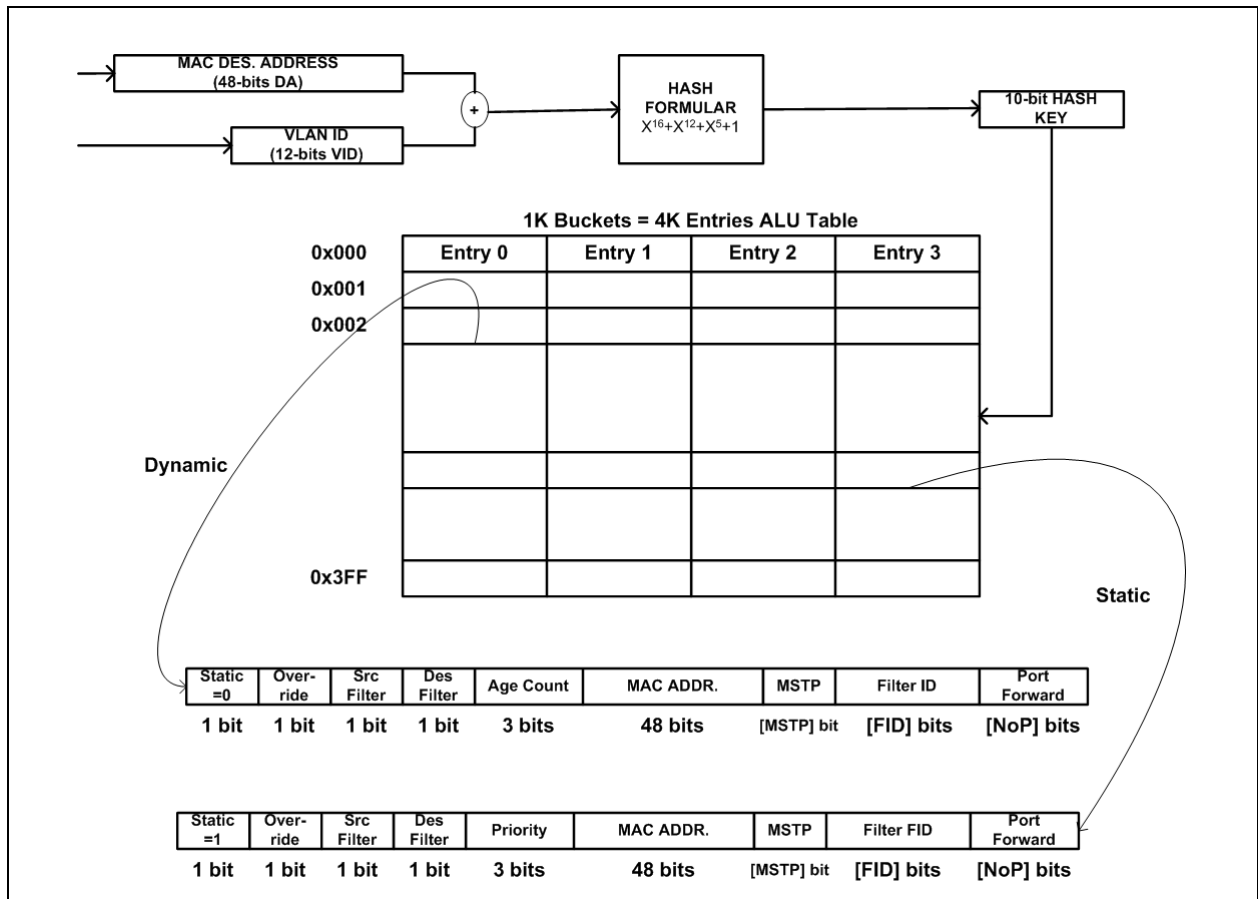 MAC DES. ADDRESS
(48-bits DA)
VLAN ID
(12-bits VID)
+
HASH
FORMULAR
X16+X12+X5+1
10-bit HASH
KEY
1K Buckets = 4K Entries ALU Table
0x000 Entry 0 Entry 1 Entry 2 Entry 3
0x001
0x002
0x3FF
Dynamic
Static
Static =0 Over-ride Src Filter Des Filter Age Count MAC ADDR. MSTP Filter ID Port Forward
1 bit 1 bit 1 bit 1 bit 3 bits 48 bits [MSTP] bit [FID] bits [NoP] bits
Static =1 Over-ride Src Filter Des Filter Priority MAC ADDR. MSTP Filter FID Port Forward
1 bit 1 bit 1 bit 1 bit 3 bits 48 bits [MSTP] bit [FID] bits [NoP] bits